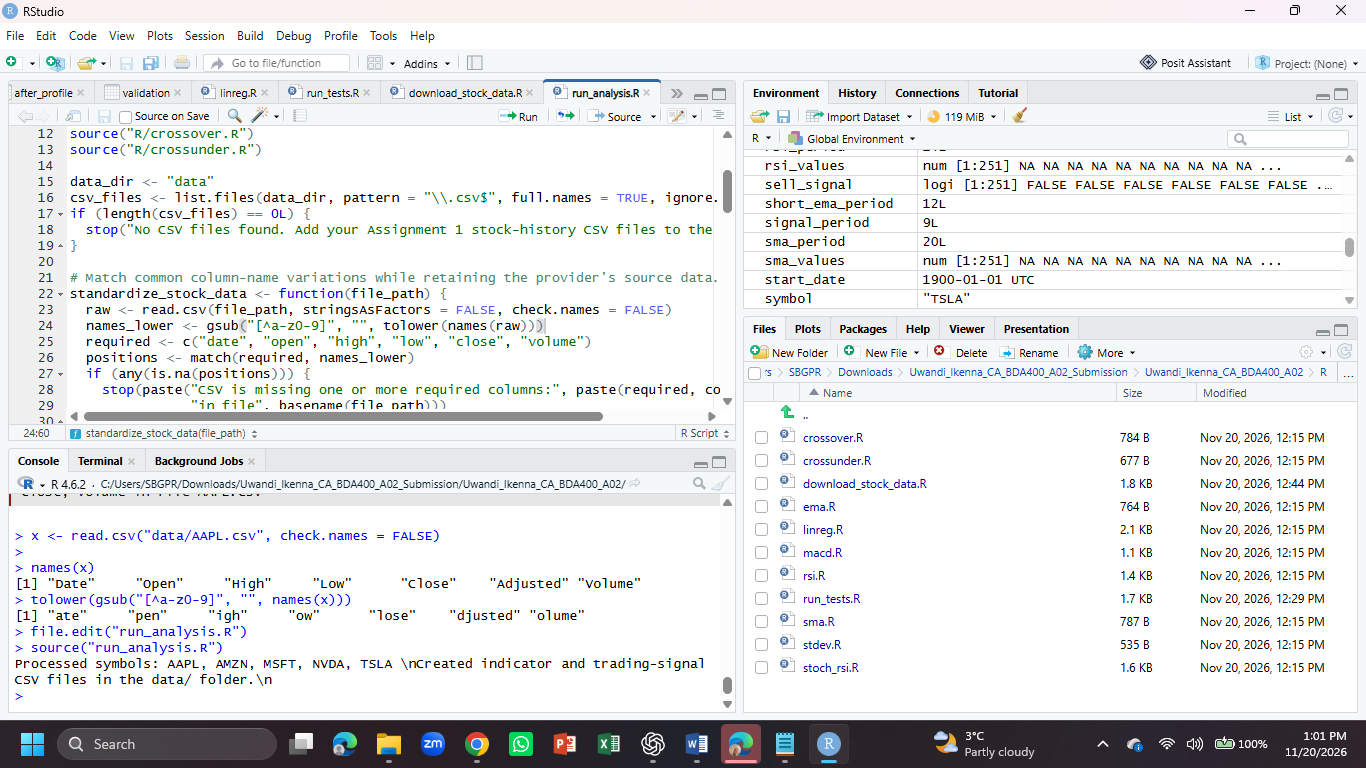 RStudio
File Edit Code View Plots Session Build Debug Profile Tools Help
Go to file/function
Addins
Posit Assistant
Project: (None)
after_profile
validation
linreg.R
run_tests.R
download_stock_data.R
run_analysis.R
Source on Save
Run
Source
12 source("R/crossover.R")
13 source("R/crossunder.R")
14
15 data_dir <- "data"
16 csv_files <- list.files(data_dir, pattern = "\\.csv$", full.names = TRUE, ignore.
17 if (length(csv_files) == 0L) {
18 stop("No CSV files found. Add your Assignment 1 stock-history CSV files to the
19 }
20
21 # Match common column-name variations while retaining the provider's source data.
22 standardize_stock_data <- function(file_path) {
23 raw <- read.csv(file_path, stringsAsFactors = FALSE, check.names = FALSE)
24 names_lower <- gsub("[^a-z0-9]", "", tolower(names(raw)))
25 required <- c("date", "open", "high", "low", "close", "volume")
26 positions <- match(required, names_lower)
27 if (any(is.na(positions))) {
28 stop(paste("CSV is missing one or more required columns:", paste(required, co
29 "in file", basename(file_path)))
30
24:60 standardize_stock_data(file_path) R Script
Console Terminal Background Jobs
R 4.6.2 · C:/Users/SBGPR/Downloads/Uwandi_Ikenna_CA_BDA400_A02_Submission/Uwandi_Ikenna_CA_BDA400_A02/
close, volume in file AAPL.csv
> x <- read.csv("data/AAPL.csv", check.names = FALSE)
>
> names(x)
[1] "Date" "Open" "High" "Low" "Close" "Adjusted" "Volume"
> tolower(gsub("[^a-z0-9]", "", names(x)))
[1] "ate" "pen" "igh" "ow" "lose" "djusted" "olume"
> file.edit("run_analysis.R")
> source("run_analysis.R")
Processed symbols: AAPL, AMZN, MSFT, NVDA, TSLA \nCreated indicator and trading-signal
CSV files in the data/ folder.\n
>
Environment History Connections Tutorial
Import Dataset
119 MiB
List
R
Global Environment
rsi_values num [1:251] NA NA NA NA NA NA NA NA NA NA ...
sell_signal logi [1:251] FALSE FALSE FALSE FALSE FALSE FALSE ...
short_ema_period 12L
signal_period 9L
sma_period 20L
sma_values num [1:251] NA NA NA NA NA NA NA NA NA NA ...
start_date 1900-01-01 UTC
symbol "TSLA"
Files Plots Packages Help Viewer Presentation
New Folder New File Delete Rename More
rs SBGPR Downloads Uwandi_Ikenna_CA_BDA400_A02_Submission Uwandi_Ikenna_CA_BDA400_A02 R ...
Name Size Modified
..
crossover.R 784 B Nov 20, 2026, 12:15 PM
crossunder.R 677 B Nov 20, 2026, 12:15 PM
download_stock_data.R 1.8 KB Nov 20, 2026, 12:44 PM
ema.R 764 B Nov 20, 2026, 12:15 PM
linreg.R 2.1 KB Nov 20, 2026, 12:15 PM
macd.R 1.1 KB Nov 20, 2026, 12:15 PM
rsi.R 1.4 KB Nov 20, 2026, 12:15 PM
run_tests.R 1.7 KB Nov 20, 2026, 12:29 PM
sma.R 787 B Nov 20, 2026, 12:15 PM
stdev.R 535 B Nov 20, 2026, 12:15 PM
stoch_rsi.R 1.6 KB Nov 20, 2026, 12:15 PM
Search
zm
3°C
Partly cloudy
100%
1:01 PM
11/20/2026